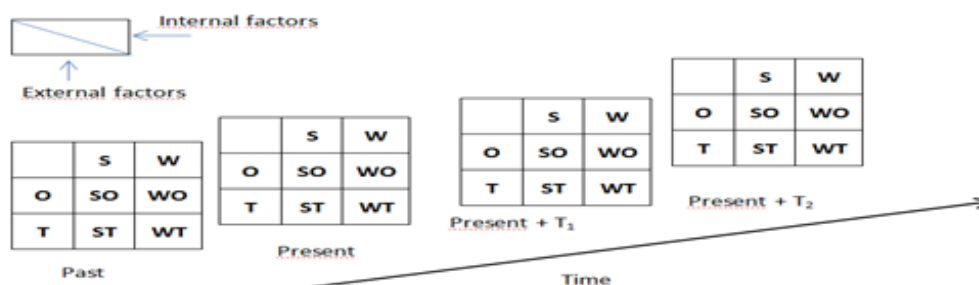 Internal factors
External factors
S W
O SO WO
T ST WT
Past
S W
O SO WO
T ST WT
Present
S W
O SO WO
T ST WT
Present + T₁
S W
O SO WO
T ST WT
Present + T₂
Time